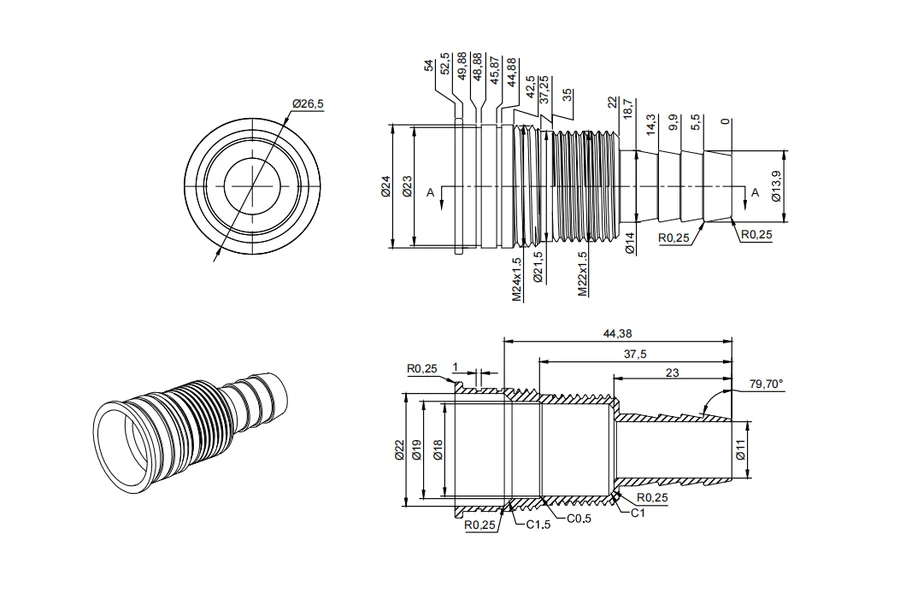 Ø26,5
54
52,5
49,88
48,88
45,87
44,88
42,5
37,25
35
22
18,7
14,3
9,9
5,5
0
Ø24
Ø23
A
A
Ø13,9
R0,25
R0,25
Ø14
M24x1,5
Ø21,5
M22x1.5
44,38
37,5
23
79,70°
R0,25
1
Ø22
Ø19
Ø18
Ø11
R0,25
C1,5
C0,5
C1
R0,25